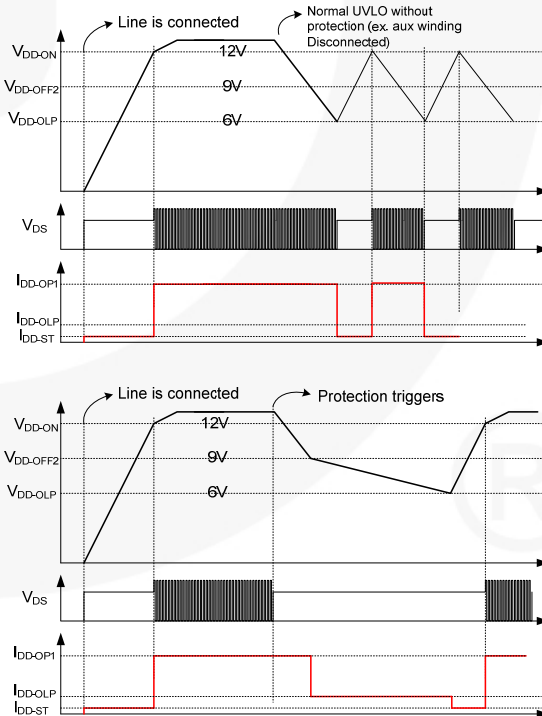 Line is connected
Normal UVLO without
protection (ex. aux winding
Disconnected)
VDD-ON
12V
VDD-OFF2
9V
VDD-OLP
6V
VDS
IDD-OP1
IDD-OLP
IDD-ST
Line is connected
Protection triggers
VDD-ON
12V
VDD-OFF2
9V
VDD-OLP
6V
VDS
IDD-OP1
IDD-OLP
IDD-ST
®